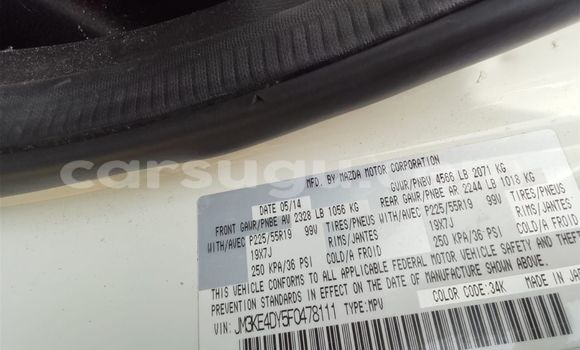 carsugu
MFD. BY MAZDA MOTOR CORPORATION
DATE 05/14 GVWR/PNBV 4566 LB 2071 KG
FRONT GAWR/PNBE AV 2328 LB 1056 KG REAR GAWR/PNBE AR 2244 LB 1018 KG
WITH/AVEC P225/55R19 99V TIRES/PNEUS WITH/AVEC P225/55R19 99V TIRES/PNEUS
19X7J RIMS/JANTES 19X7J RIMS/JANTES
250 KPA/36 PSI COLD/A FROID 250 KPA/36 PSI COLD/A FROID
THIS VEHICLE CONFORMS TO ALL APPLICABLE FEDERAL MOTOR VEHICLE SAFETY AND THEFT
PREVENTION STANDARDS IN EFFECT ON THE DATE OF MANUFACTURE SHOWN ABOVE.
VIN: JM3KE4DY5F0478111 TYPE: MPV COLOR CODE: 34K MADE IN